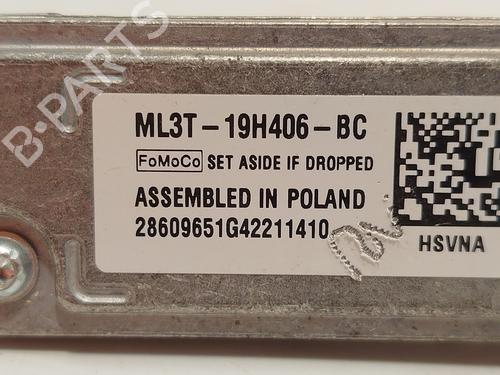 B-PARTS
ML3T-19H406-BC
FoMoCo SET ASIDE IF DROPPED
ASSEMBLED IN POLAND
28609651G42211410
HSVNA